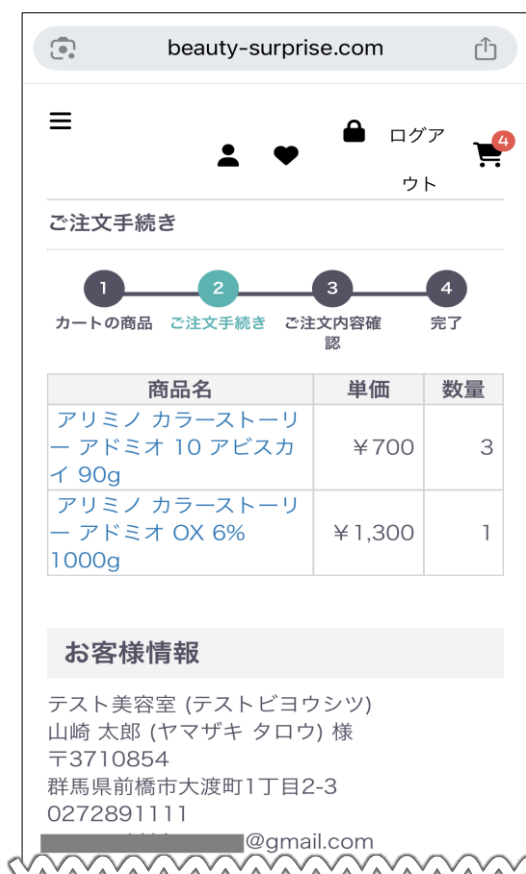 beauty-surprise.com
ログア
ウト
4
ご注文手続き
1
2
3
4
カートの商品
ご注文手続き
ご注文内容確
認
完了
商品名 単価 数量
アリミノ カラーストーリ
ー アドミオ 10 アビスカ
イ 90g
¥700 3
アリミノ カラーストーリ
ー アドミオ OX 6%
1000g
¥1,300 1
お客様情報
テスト美容室 (テストビヨウシツ)
山崎 太郎 (ヤマザキ タロウ) 様
〒3710854
群馬県前橋市大渡町1丁目2-3
0272891111
@gmail.com